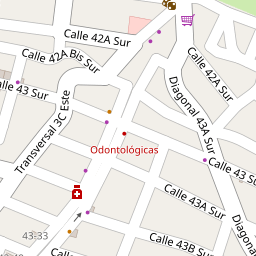 Calle 42A Sur
Calle 42A Bis Sur
Calle 42A Sur
Calle 43 Sur
Transversal 3C Este
Diagonal 43A Sur
Odontológicas
Calle 43 Sur
Calle 43A Sur
43-33
Calle 43B Sur